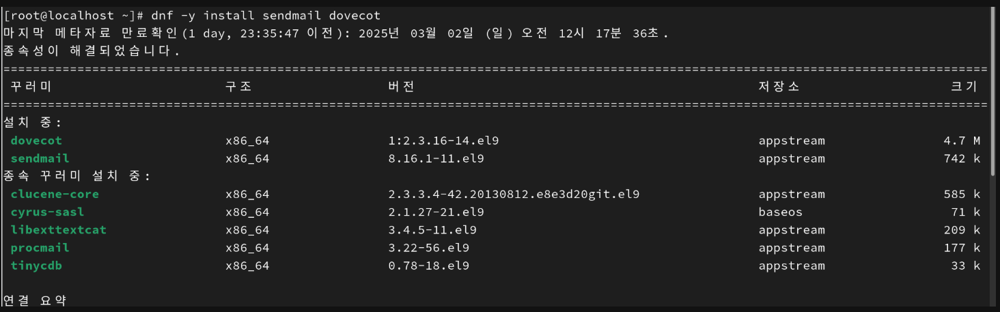 [root@localhost ~]# dnf -y install sendmail dovecot
마지막 메타자료 만료확인(1 day, 23:35:47 이전): 2025년 03월 02일 (일) 오전 12시 17분 36초.
종속성이 해결되었습니다.
================================================================================
꾸러미 구조 버전 저장소 크기
================================================================================
설치 중:
dovecot x86_64 1:2.3.16-14.el9 appstream 4.7 M
sendmail x86_64 8.16.1-11.el9 appstream 742 k
종속 꾸러미 설치 중:
clucene-core x86_64 2.3.3.4-42.20130812.e8e3d20git.el9 appstream 585 k
cyrus-sasl x86_64 2.1.27-21.el9 baseos 71 k
libexttextcat x86_64 3.4.5-11.el9 appstream 209 k
procmail x86_64 3.22-56.el9 appstream 177 k
tinycdb x86_64 0.78-18.el9 appstream 33 k
연결 요약